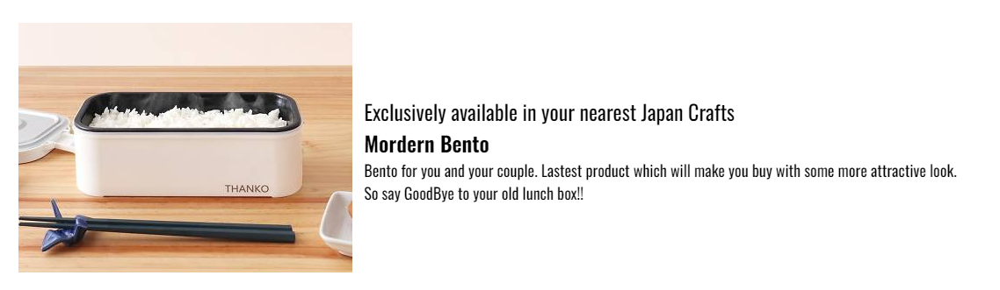 THANKO
Exclusively available in your nearest Japan Crafts
Mordern Bento
Bento for you and your couple. Lastest product which will make you buy with some more attractive look.
So say GoodBye to your old lunch box!!